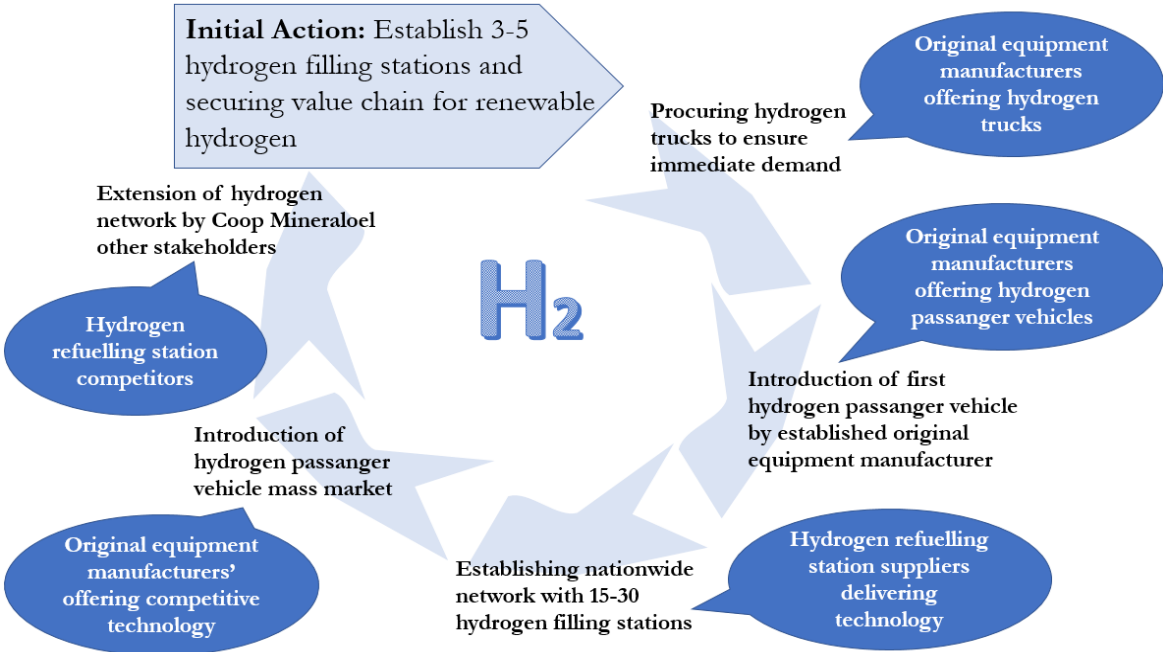 Initial Action: Establish 3-5
hydrogen filling stations and
securing value chain for renewable
hydrogen
Original equipment
manufacturers
offering hydrogen
trucks
Procuring hydrogen
trucks to ensure
immediate demand
Original equipment
manufacturers
offering hydrogen
passanger vehicles
Introduction of first
hydrogen passanger vehicle
by established original
equipment manufacturer
Hydrogen refuelling
station suppliers
delivering
technology
Establishing nationwide
network with 15-30
hydrogen filling stations
Original equipment
manufacturers’
offering competitive
technology
Introduction of
hydrogen passanger
vehicle mass market
Hydrogen
refuelling station
competitors
Extension of hydrogen
network by Coop Mineraloel
other stakeholders
H2